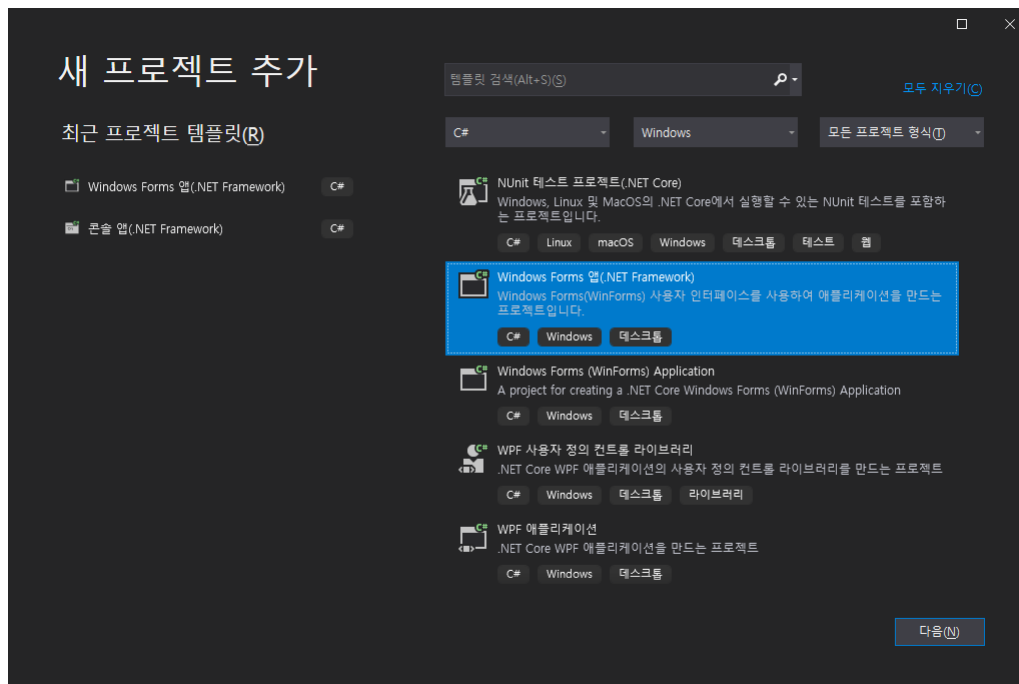 새 프로젝트 추가
최근 프로젝트 템플릿(R)
Windows Forms 앱(.NET Framework) C#
콘솔 앱(.NET Framework) C#
템플릿 검색(Alt+S)(S)
모두 지우기(C)
C# Windows 모든 프로젝트 형식(T)
NUnit 테스트 프로젝트(.NET Core)
Windows, Linux 및 MacOS의 .NET Core에서 실행할 수 있는 NUnit 테스트를 포함하
는 프로젝트입니다.
C# Linux macOS Windows 데스크톱 테스트 웹
Windows Forms 앱(.NET Framework)
Windows Forms(WinForms) 사용자 인터페이스를 사용하여 애플리케이션을 만드는
프로젝트입니다.
C# Windows 데스크톱
Windows Forms (WinForms) Application
A project for creating a .NET Core Windows Forms (WinForms) Application
C# Windows 데스크톱
WPF 사용자 정의 컨트롤 라이브러리
.NET Core WPF 애플리케이션의 사용자 정의 컨트롤 라이브러리를 만드는 프로젝트
C# Windows 데스크톱 라이브러리
WPF 애플리케이션
.NET Core WPF 애플리케이션을 만드는 프로젝트
C# Windows 데스크톱
다음(N)